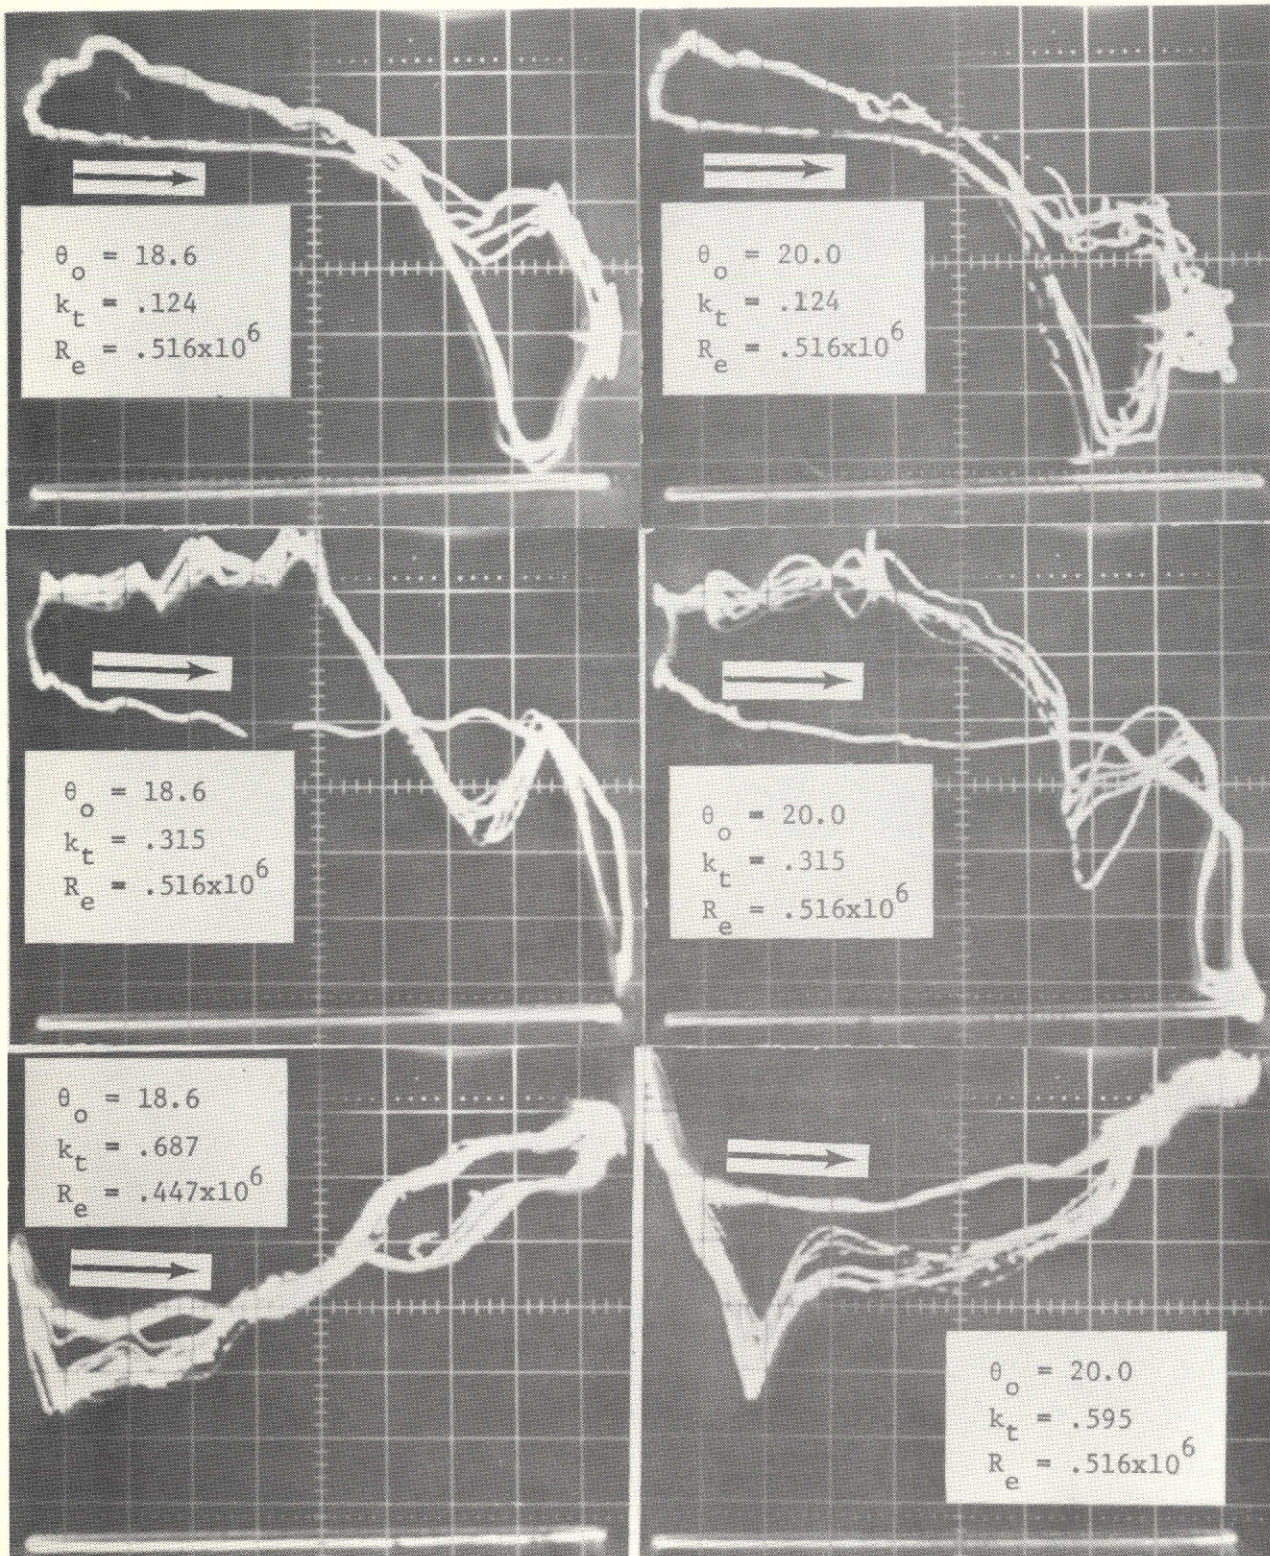 θo = 18.6
kt = .124
Re = .516x10^6
θo = 20.0
kt = .124
Re = .516x10^6
θo = 18.6
kt = .315
Re = .516x10^6
θo = 20.0
kt = .315
Re = .516x10^6
θo = 18.6
kt = .687
Re = .447x10^6
θo = 20.0
kt = .595
Re = .516x10^6